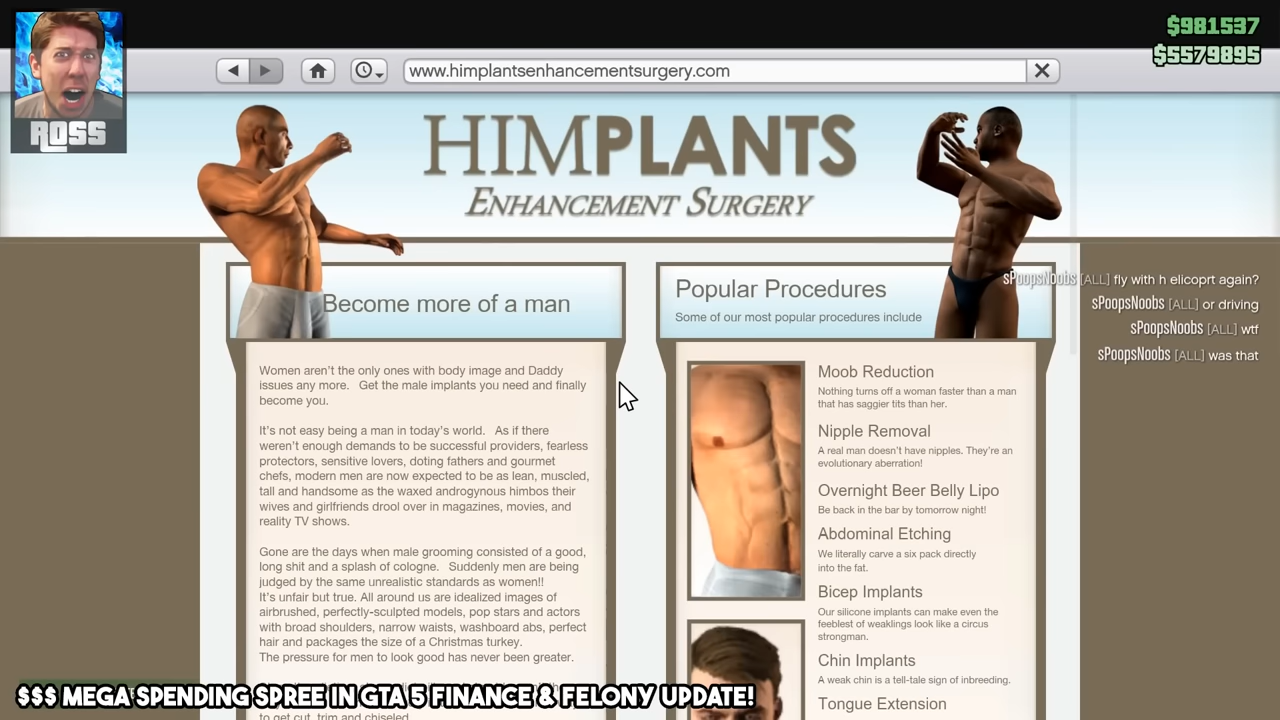 $981537
$5579895
ROSS
www.himplantsenhancementsurgery.com
HIMPLANTS
ENHANCEMENT SURGERY
Become more of a man
Women aren't the only ones with body image and Daddy
issues any more. Get the male implants you need and finally
become you.
It's not easy being a man in today's world. As if there
weren't enough demands to be successful providers, fearless
protectors, sensitive lovers, doting fathers and gourmet
chefs, modern men are now expected to be as lean, muscled,
tall and handsome as the waxed androgynous himbos their
wives and girlfriends drool over in magazines, movies, and
reality TV shows.
Gone are the days when male grooming consisted of a good,
long shit and a splash of cologne. Suddenly men are being
judged by the same unrealistic standards as women!!
It's unfair but true. All around us are idealized images of
airbrushed, perfectly-sculpted models, pop stars and actors
with broad shoulders, narrow waists, washboard abs, perfect
hair and packages the size of a Christmas turkey.
The pressure for men to look good has never been greater.
to get cut, trim and chiseled
Popular Procedures
Some of our most popular procedures include
Moob Reduction
Nothing turns off a woman faster than a man
that has saggier tits than her.
Nipple Removal
A real man doesn't have nipples. They're an
evolutionary aberration!
Overnight Beer Belly Lipo
Be back in the bar by tomorrow night!
Abdominal Etching
We literally carve a six pack directly
into the fat.
Bicep Implants
Our silicone implants can make even the
feeblest of weaklings look like a circus
strongman.
Chin Implants
A weak chin is a tell-tale sign of inbreeding.
Tongue Extension
sPoopsNoobs [ALL] fly with h elicoprt again?
sPoopsNoobs [ALL] or driving
sPoopsNoobs [ALL] wtf
sPoopsNoobs [ALL] was that
$$$ MEGA SPENDING SPREE IN GTA 5 FINANCE & FELONY UPDATE!